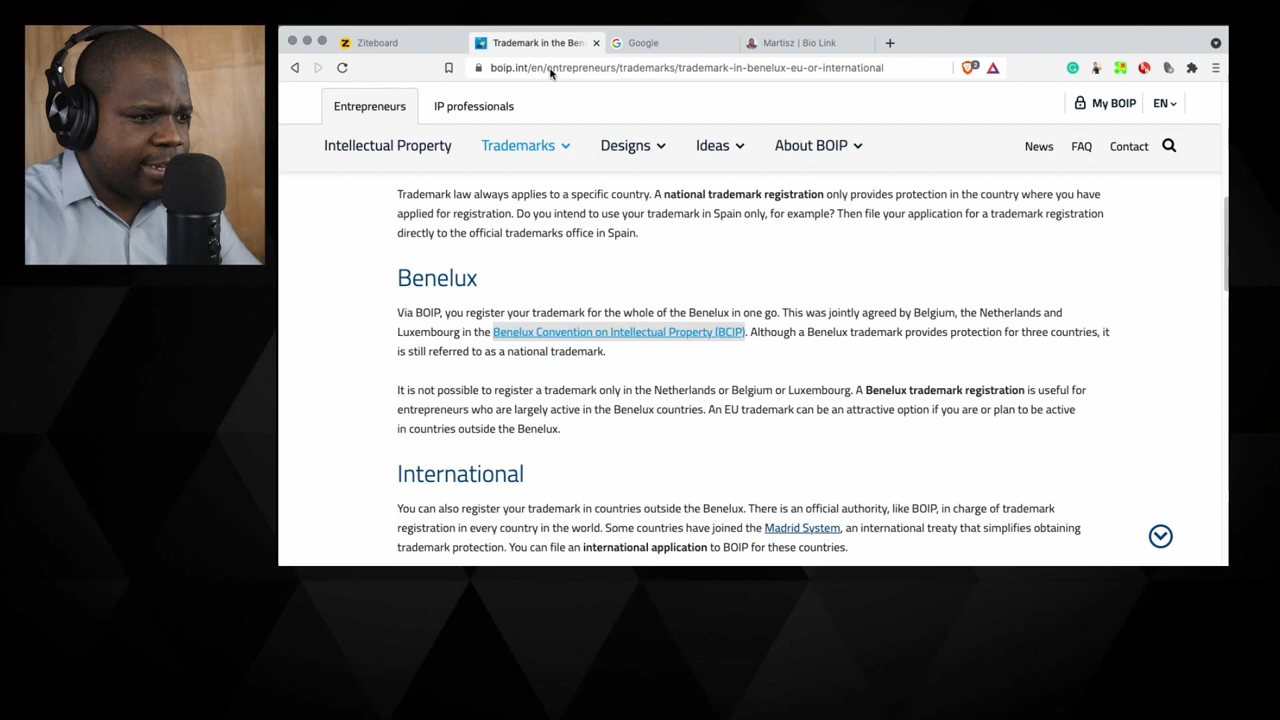 Ziteboard
Trademark in the Ben
Google
Martisz | Bio Link
boip.int/en/entrepreneurs/trademarks/trademark-in-benelux-eu-or-international
2
Entrepreneurs
IP professionals
My BOIP
EN
Intellectual Property
Trademarks
Designs
Ideas
About BOIP
News
FAQ
Contact
Trademark law always applies to a specific country. A national trademark registration only provides protection in the country where you have
applied for registration. Do you intend to use your trademark in Spain only, for example? Then file your application for a trademark registration
directly to the official trademarks office in Spain.
Benelux
Via BOIP, you register your trademark for the whole of the Benelux in one go. This was jointly agreed by Belgium, the Netherlands and
Luxembourg in the Benelux Convention on Intellectual Property (BCIP). Although a Benelux trademark provides protection for three countries, it
is still referred to as a national trademark.
It is not possible to register a trademark only in the Netherlands or Belgium or Luxembourg. A Benelux trademark registration is useful for
entrepreneurs who are largely active in the Benelux countries. An EU trademark can be an attractive option if you are or plan to be active
in countries outside the Benelux.
International
You can also register your trademark in countries outside the Benelux. There is an official authority, like BOIP, in charge of trademark
registration in every country in the world. Some countries have joined the Madrid System, an international treaty that simplifies obtaining
trademark protection. You can file an international application to BOIP for these countries.